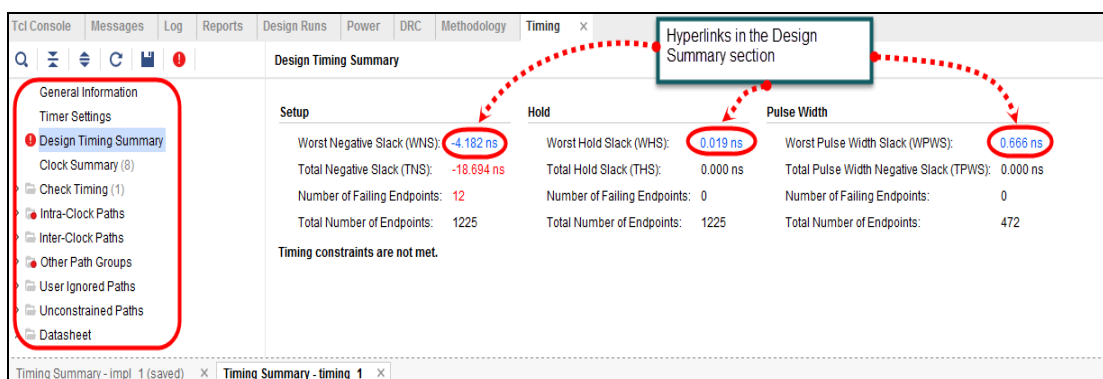 Tcl Console Messages Log Reports Design Runs Power DRC Methodology Timing ×
Hyperlinks in the Design
Summary section
Design Timing Summary
General Information
Timer Settings
Design Timing Summary
Clock Summary (8)
Check Timing (1)
Intra-Clock Paths
Inter-Clock Paths
Other Path Groups
User Ignored Paths
Unconstrained Paths
Datasheet
Setup
Worst Negative Slack (WNS): -4.182 ns
Total Negative Slack (TNS): -18.694 ns
Number of Failing Endpoints: 12
Total Number of Endpoints: 1225
Hold
Worst Hold Slack (WHS): 0.019 ns
Total Hold Slack (THS): 0.000 ns
Number of Failing Endpoints: 0
Total Number of Endpoints: 1225
Pulse Width
Worst Pulse Width Slack (WPWS): 0.666 ns
Total Pulse Width Negative Slack (TPWS): 0.000 ns
Number of Failing Endpoints: 0
Total Number of Endpoints: 472
Timing constraints are not met.
Timing Summary - impl_1 (saved) × Timing Summary - timing_1 ×